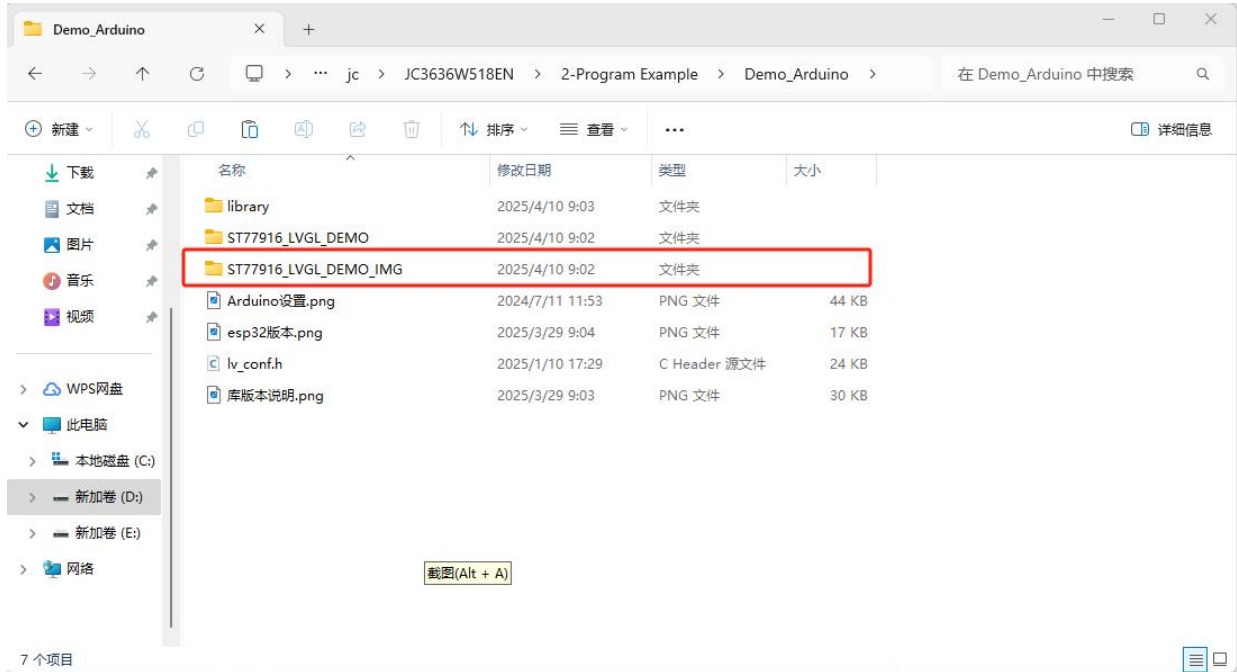 Demo_Arduino
jc > JC3636W518EN > 2-Program Example > Demo_Arduino >
在 Demo_Arduino 中搜索
新建
排序
查看
详细信息
下载
文档
图片
音乐
视频
WPS网盘
此电脑
本地磁盘 (C:)
新加卷 (D:)
新加卷 (E:)
网络
名称 修改日期 类型 大小
library 2025/4/10 9:03 文件夹
ST77916_LVGL_DEMO 2025/4/10 9:02 文件夹
ST77916_LVGL_DEMO_IMG 2025/4/10 9:02 文件夹
Arduino设置.png 2024/7/11 11:53 PNG 文件 44 KB
esp32版本.png 2025/3/29 9:04 PNG 文件 17 KB
lv_conf.h 2025/1/10 17:29 C Header 源文件 24 KB
库版本说明.png 2025/3/29 9:03 PNG 文件 30 KB
截图(Alt + A)
7 个项目